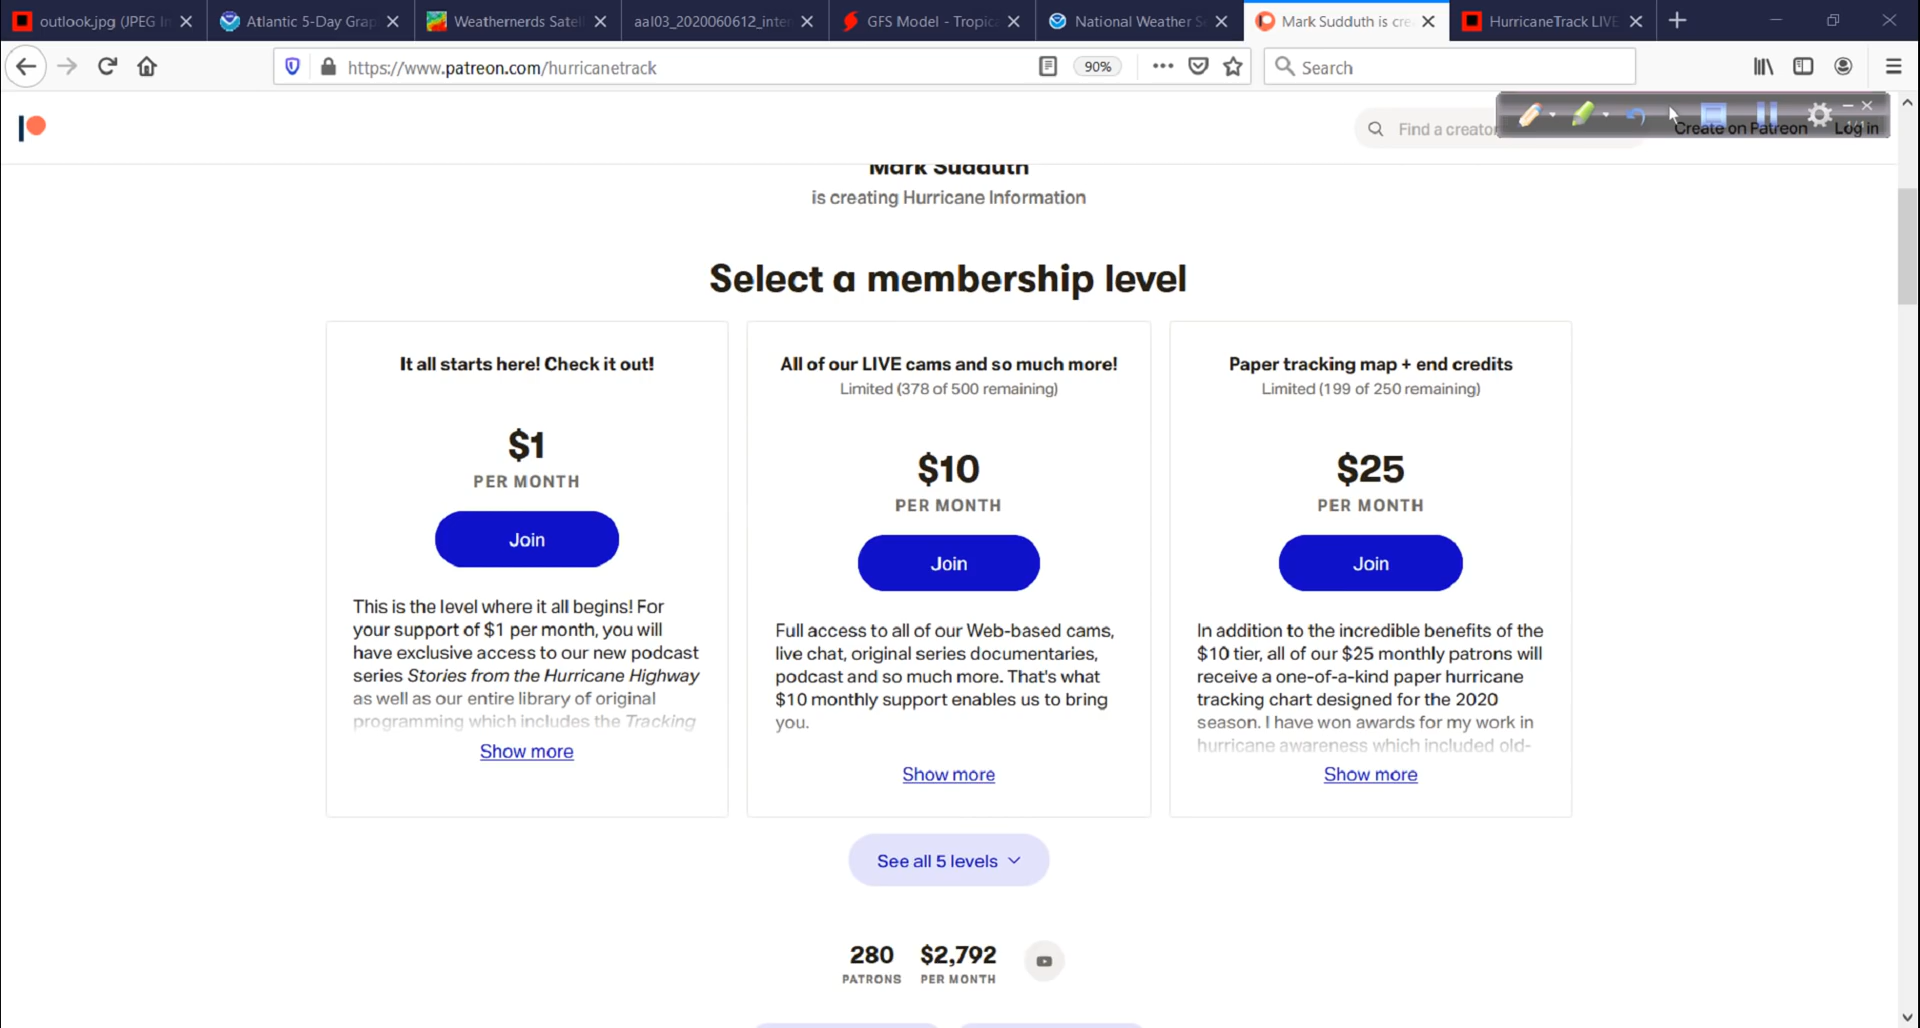 outlook.jpg (JPEG Im
Atlantic 5-Day Grap
Weathernerds Satell
aal03_2020060612_inten
GFS Model - Tropica
National Weather Se
Mark Sudduth is cre
HurricaneTrack LIVE
https://www.patreon.com/hurricanetrack
90%
Search
Find a creator
Create on Patreon
Log in
Mark Sudduth
is creating Hurricane Information
Select a membership level
It all starts here! Check it out!
$1
PER MONTH
Join
This is the level where it all begins! For
your support of $1 per month, you will
have exclusive access to our new podcast
series Stories from the Hurricane Highway
as well as our entire library of original
programming which includes the Tracking
Show more
All of our LIVE cams and so much more!
Limited (378 of 500 remaining)
$10
PER MONTH
Join
Full access to all of our Web-based cams,
live chat, original series documentaries,
podcast and so much more. That's what
$10 monthly support enables us to bring
you.
Show more
Paper tracking map + end credits
Limited (199 of 250 remaining)
$25
PER MONTH
Join
In addition to the incredible benefits of the
$10 tier, all of our $25 monthly patrons will
receive a one-of-a-kind paper hurricane
tracking chart designed for the 2020
season. I have won awards for my work in
hurricane awareness which included old-
Show more
See all 5 levels
280
PATRONS
$2,792
PER MONTH